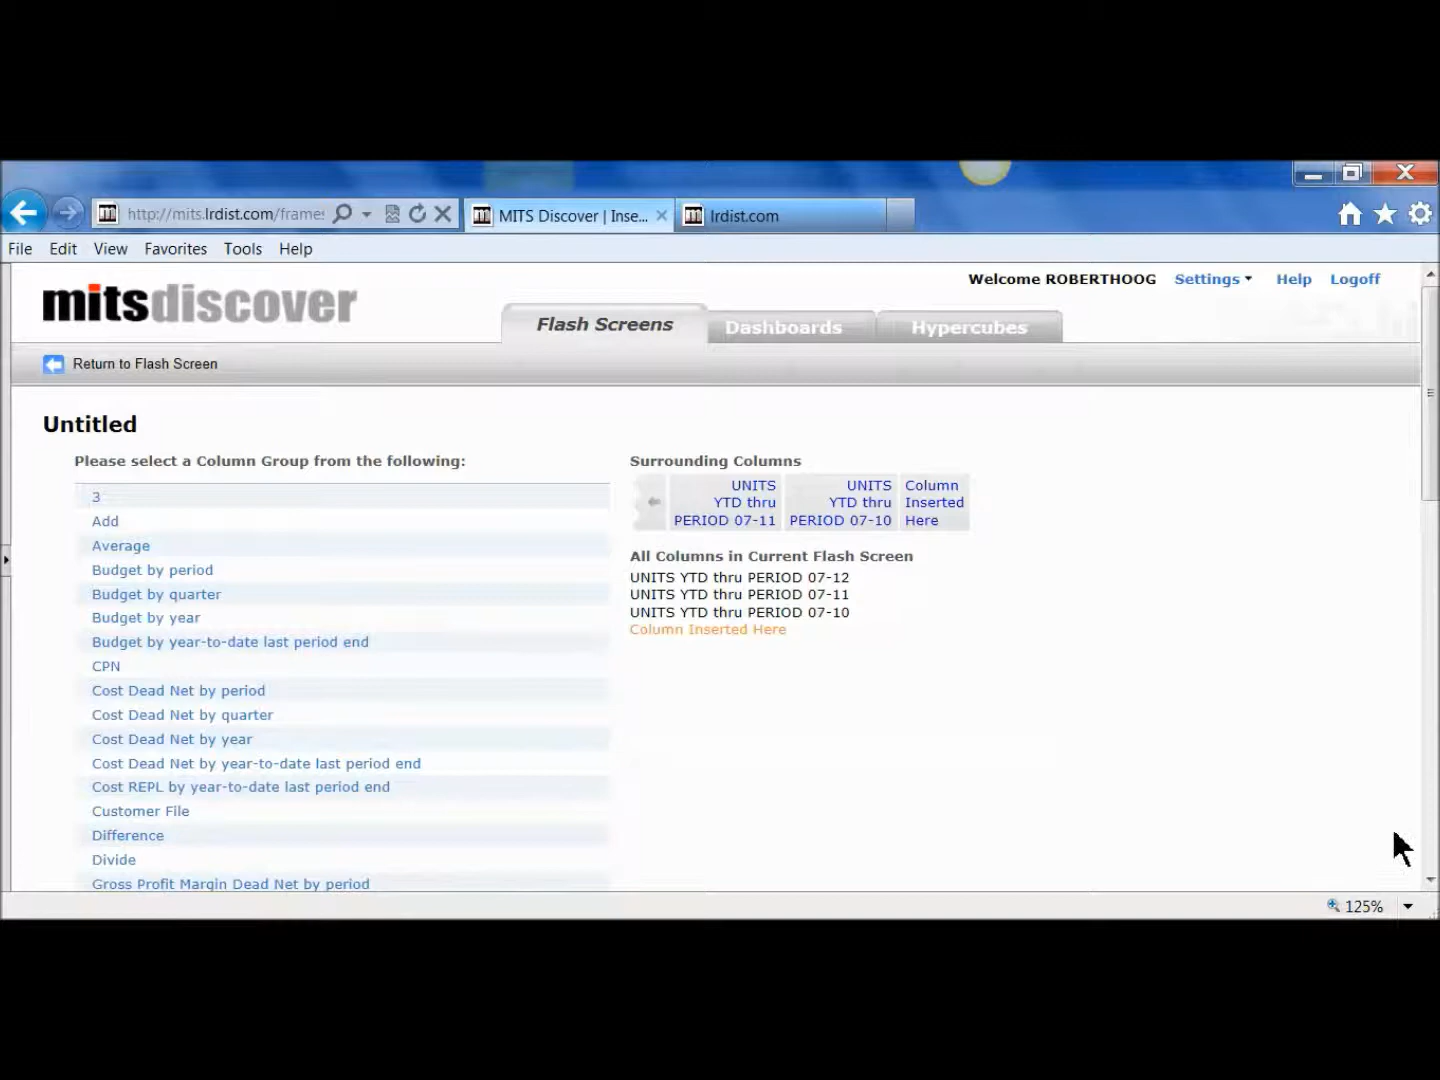 http://mits.lrdist.com/frame
MITS Discover | Inse...
lrdist.com
File Edit View Favorites Tools Help
mitsdiscover
Welcome ROBERTHOOG Settings Help Logoff
Flash Screens Dashboards Hypercubes
Return to Flash Screen
Untitled
Please select a Column Group from the following:
3
Add
Average
Budget by period
Budget by quarter
Budget by year
Budget by year-to-date last period end
CPN
Cost Dead Net by period
Cost Dead Net by quarter
Cost Dead Net by year
Cost Dead Net by year-to-date last period end
Cost REPL by year-to-date last period end
Customer File
Difference
Divide
Gross Profit Margin Dead Net by period
Surrounding Columns
UNITS
YTD thru
PERIOD 07-11
UNITS
YTD thru
PERIOD 07-10
Column
Inserted
Here
All Columns in Current Flash Screen
UNITS YTD thru PERIOD 07-12
UNITS YTD thru PERIOD 07-11
UNITS YTD thru PERIOD 07-10
Column Inserted Here
125%